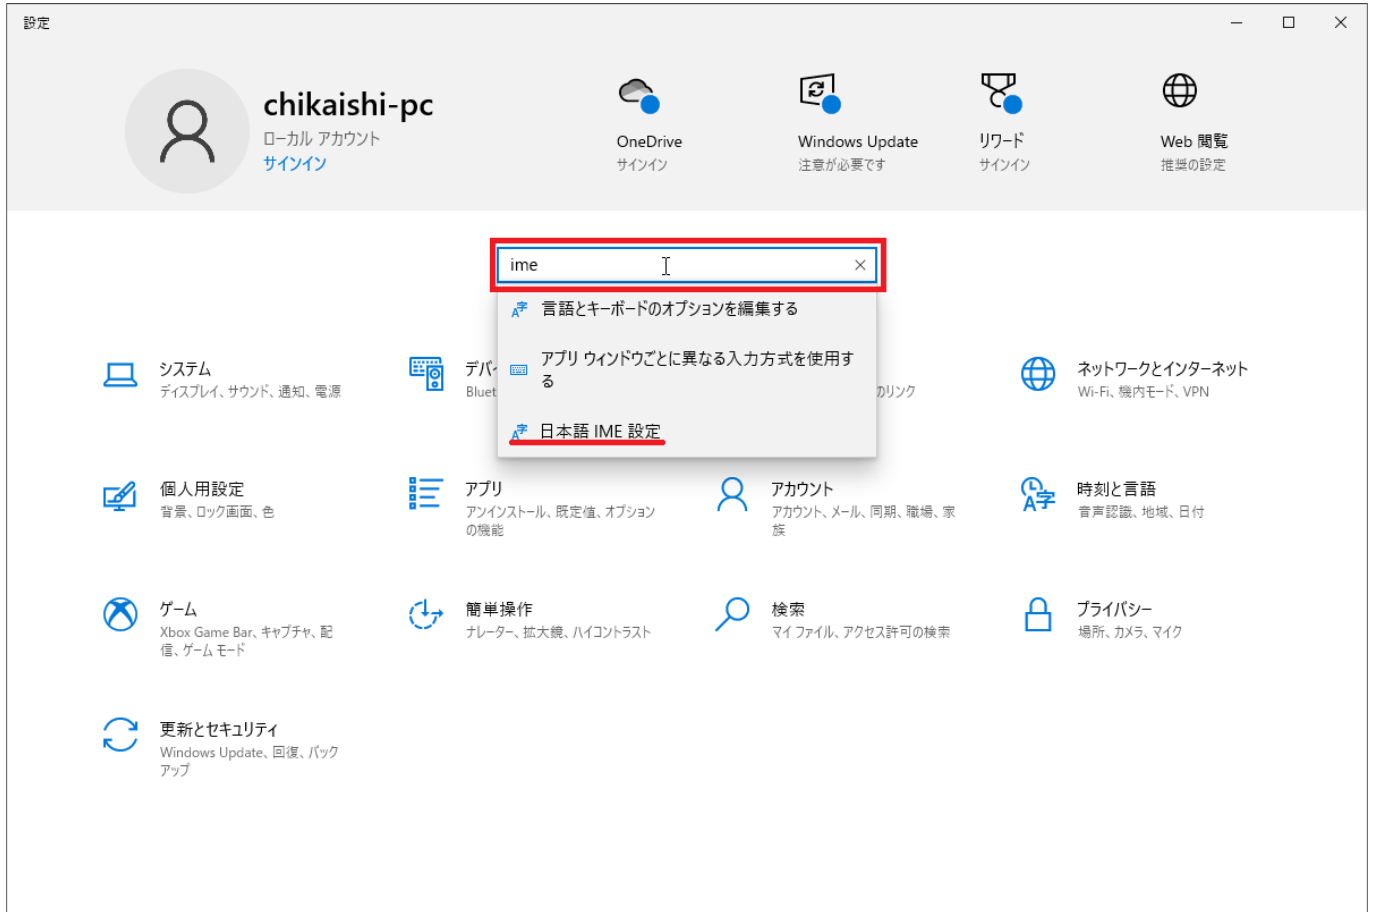 設定
chikaishi-pc
ローカル アカウント
サインイン
OneDrive
サインイン
Windows Update
注意が必要です
リワード
サインイン
Web 閲覧
推奨の設定
ime
言語とキーボードのオプションを編集する
アプリ ウィンドウごとに異なる入力方式を使用す
る
日本語 IME 設定
システム
ディスプレイ、サウンド、通知、電源
デバ
Bluet
のリンク
ネットワークとインターネット
Wi-Fi、機内モード、VPN
個人用設定
背景、ロック画面、色
アプリ
アンインストール、既定値、オプション
の機能
アカウント
アカウント、メール、同期、職場、家
族
時刻と言語
音声認識、地域、日付
ゲーム
Xbox Game Bar、キャプチャ、配
信、ゲーム モード
簡単操作
ナレーター、拡大鏡、ハイコントラスト
検索
マイ ファイル、アクセス許可の検索
プライバシー
場所、カメラ、マイク
更新とセキュリティ
Windows Update、回復、バック
アップ